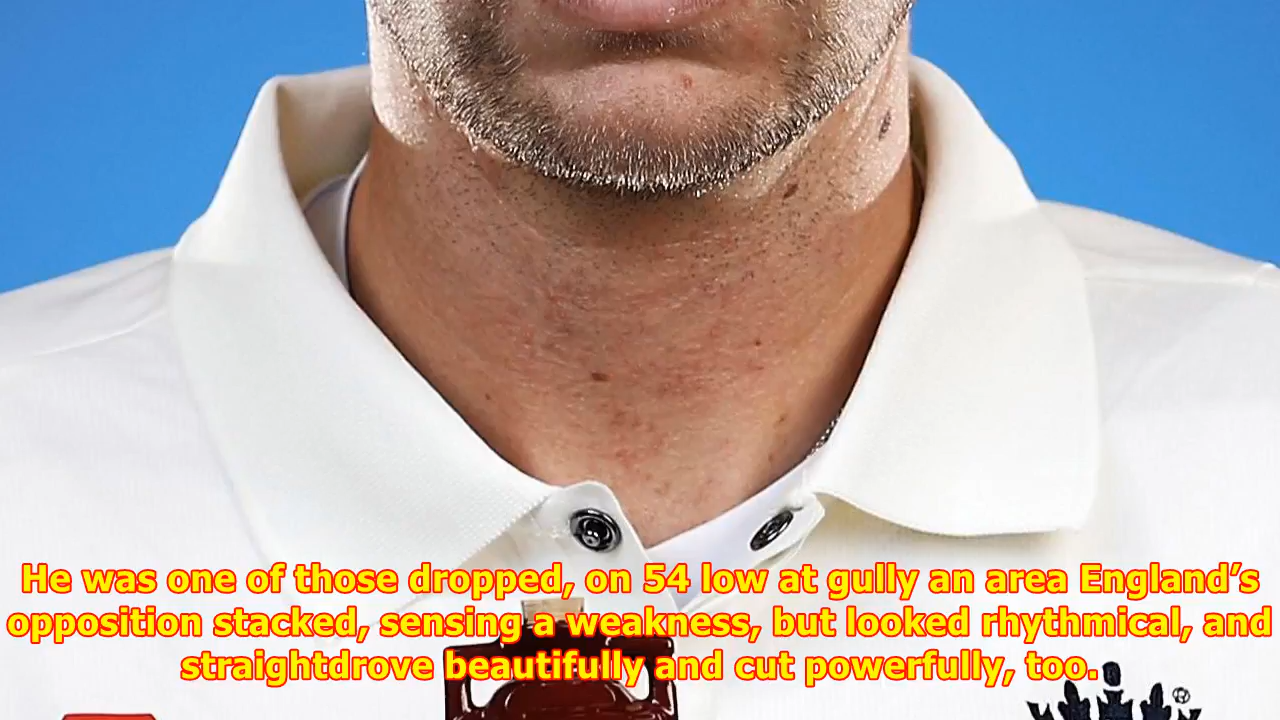 He was one of those dropped, on 54 low at gully an area England’s
opposition stacked, sensing a weakness, but looked rhythmical, and
straightdrove beautifully and cut powerfully, too.